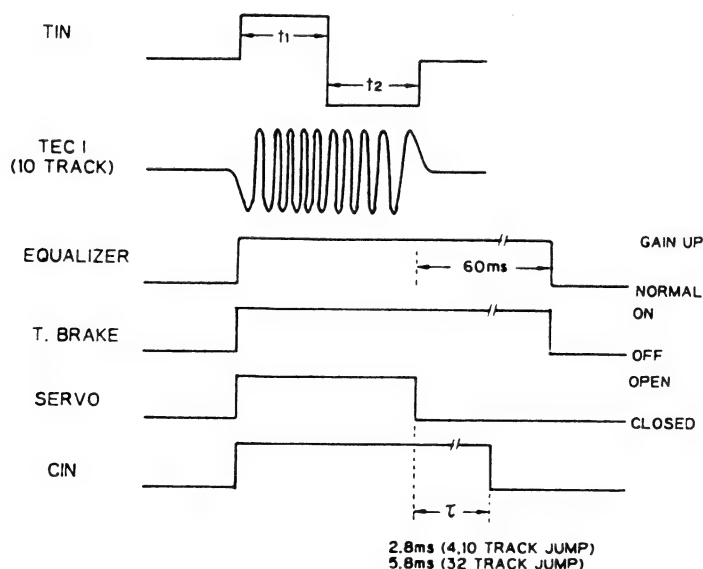 TIN
t1
t2
TEC I
(10 TRACK)
EQUALIZER
GAIN UP
60ms
NORMAL
T. BRAKE
ON
OFF
SERVO
OPEN
CLOSED
CIN
τ
2.8ms (4,10 TRACK JUMP)
5.8ms (32 TRACK JUMP)